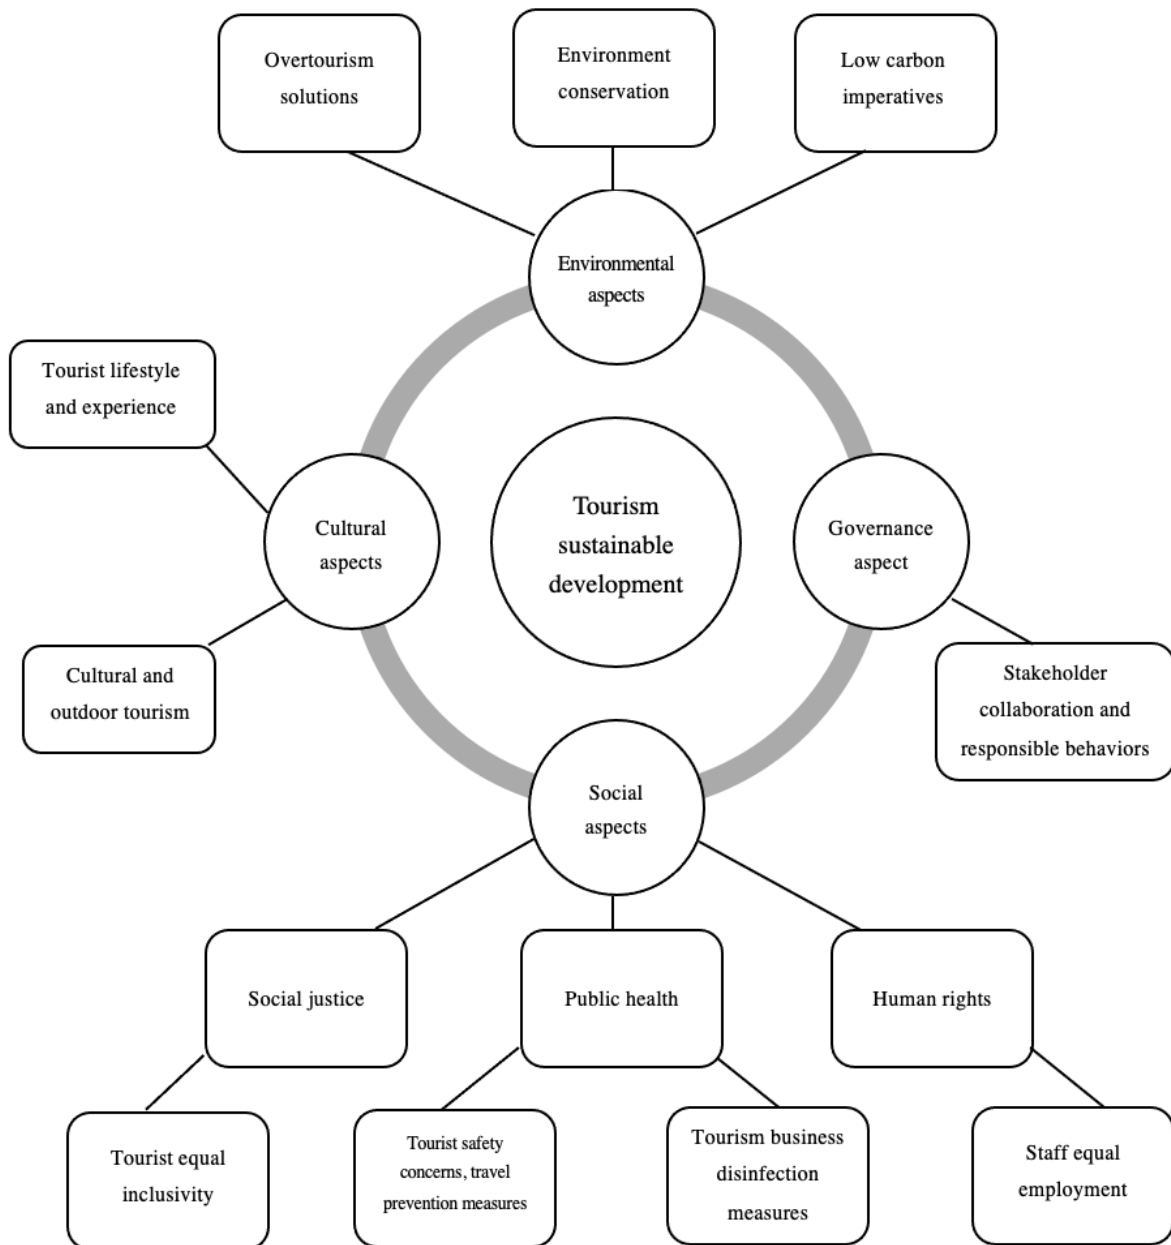 Overtourism
solutions
Environment
conservation
Low carbon
imperatives
Environmental
aspects
Tourist lifestyle
and experience
Cultural
aspects
Tourism
sustainable
development
Governance
aspect
Cultural and
outdoor tourism
Stakeholder
collaboration and
responsible behaviors
Social
aspects
Social justice
Public health
Human rights
Tourist equal
inclusivity
Tourist safety
concerns, travel
prevention measures
Tourism business
disinfection
measures
Staff equal
employment